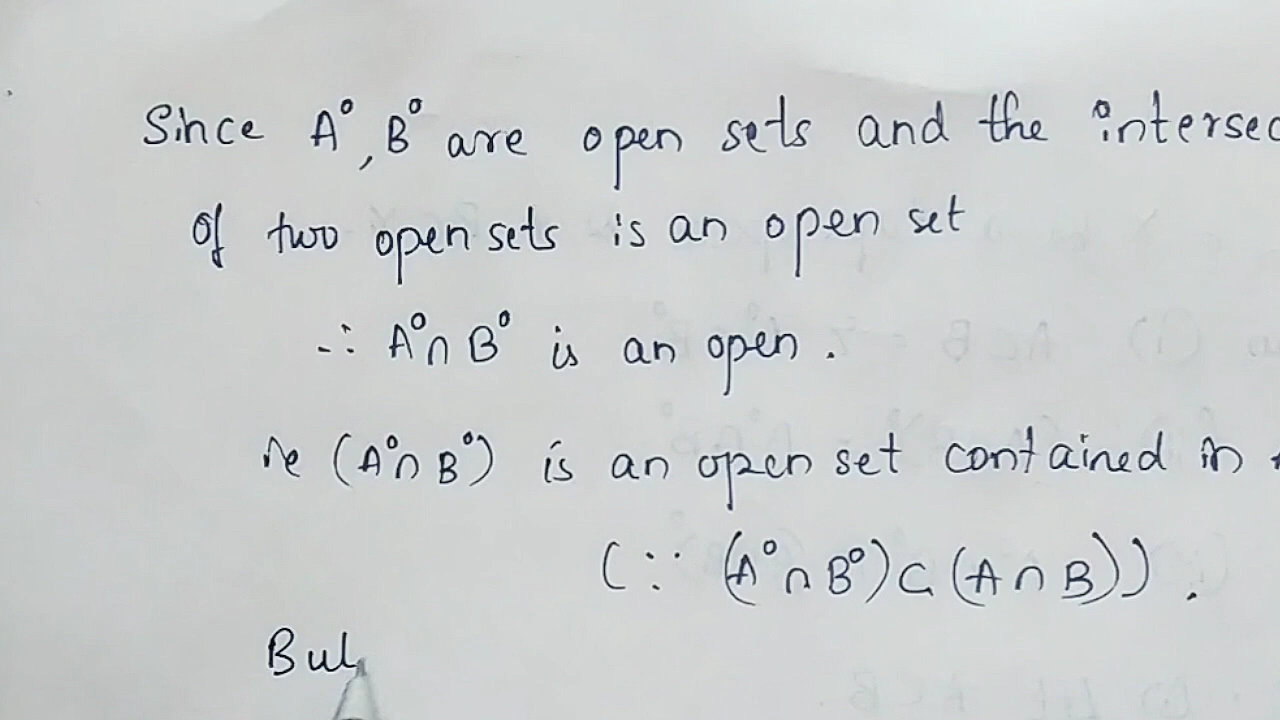 Since A°, B° are open sets and the intersec
of two open sets is an open set
∴ A°∩ B° is an open.
ie (A°∩ B°) is an open set contained in
(∵ (A°∩ B°) ⊂ (A ∩ B)).
But